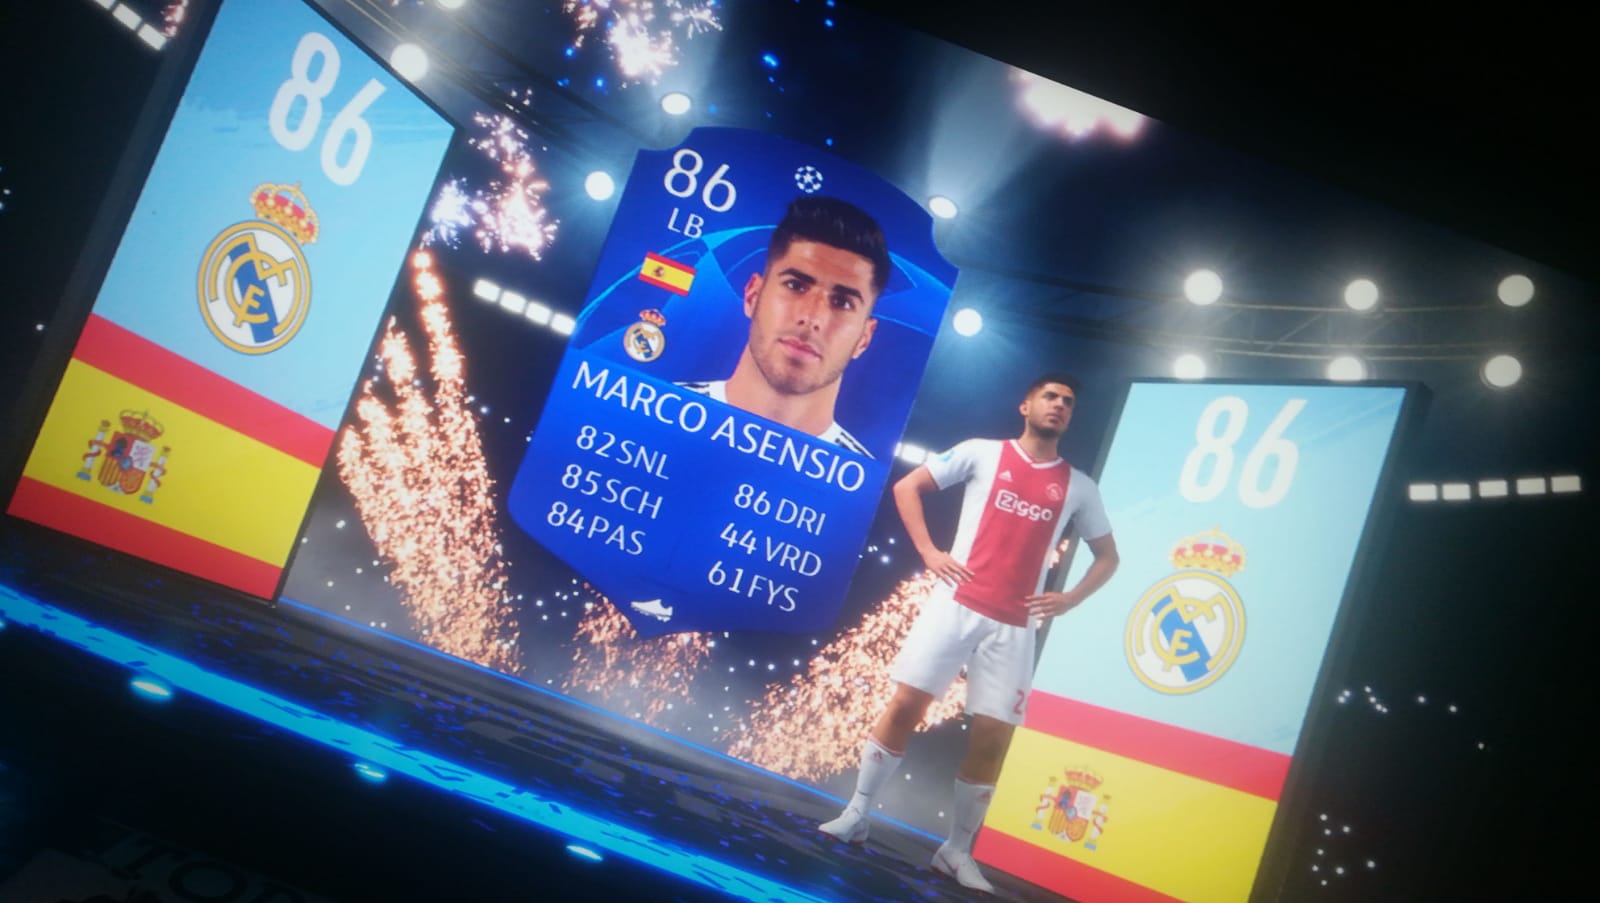 86
86
LB
MARCO ASENSIO
82 SNL
85 SCH
84 PAS
86 DRI
44 VRD
61 FYS
Ziggo
2
86